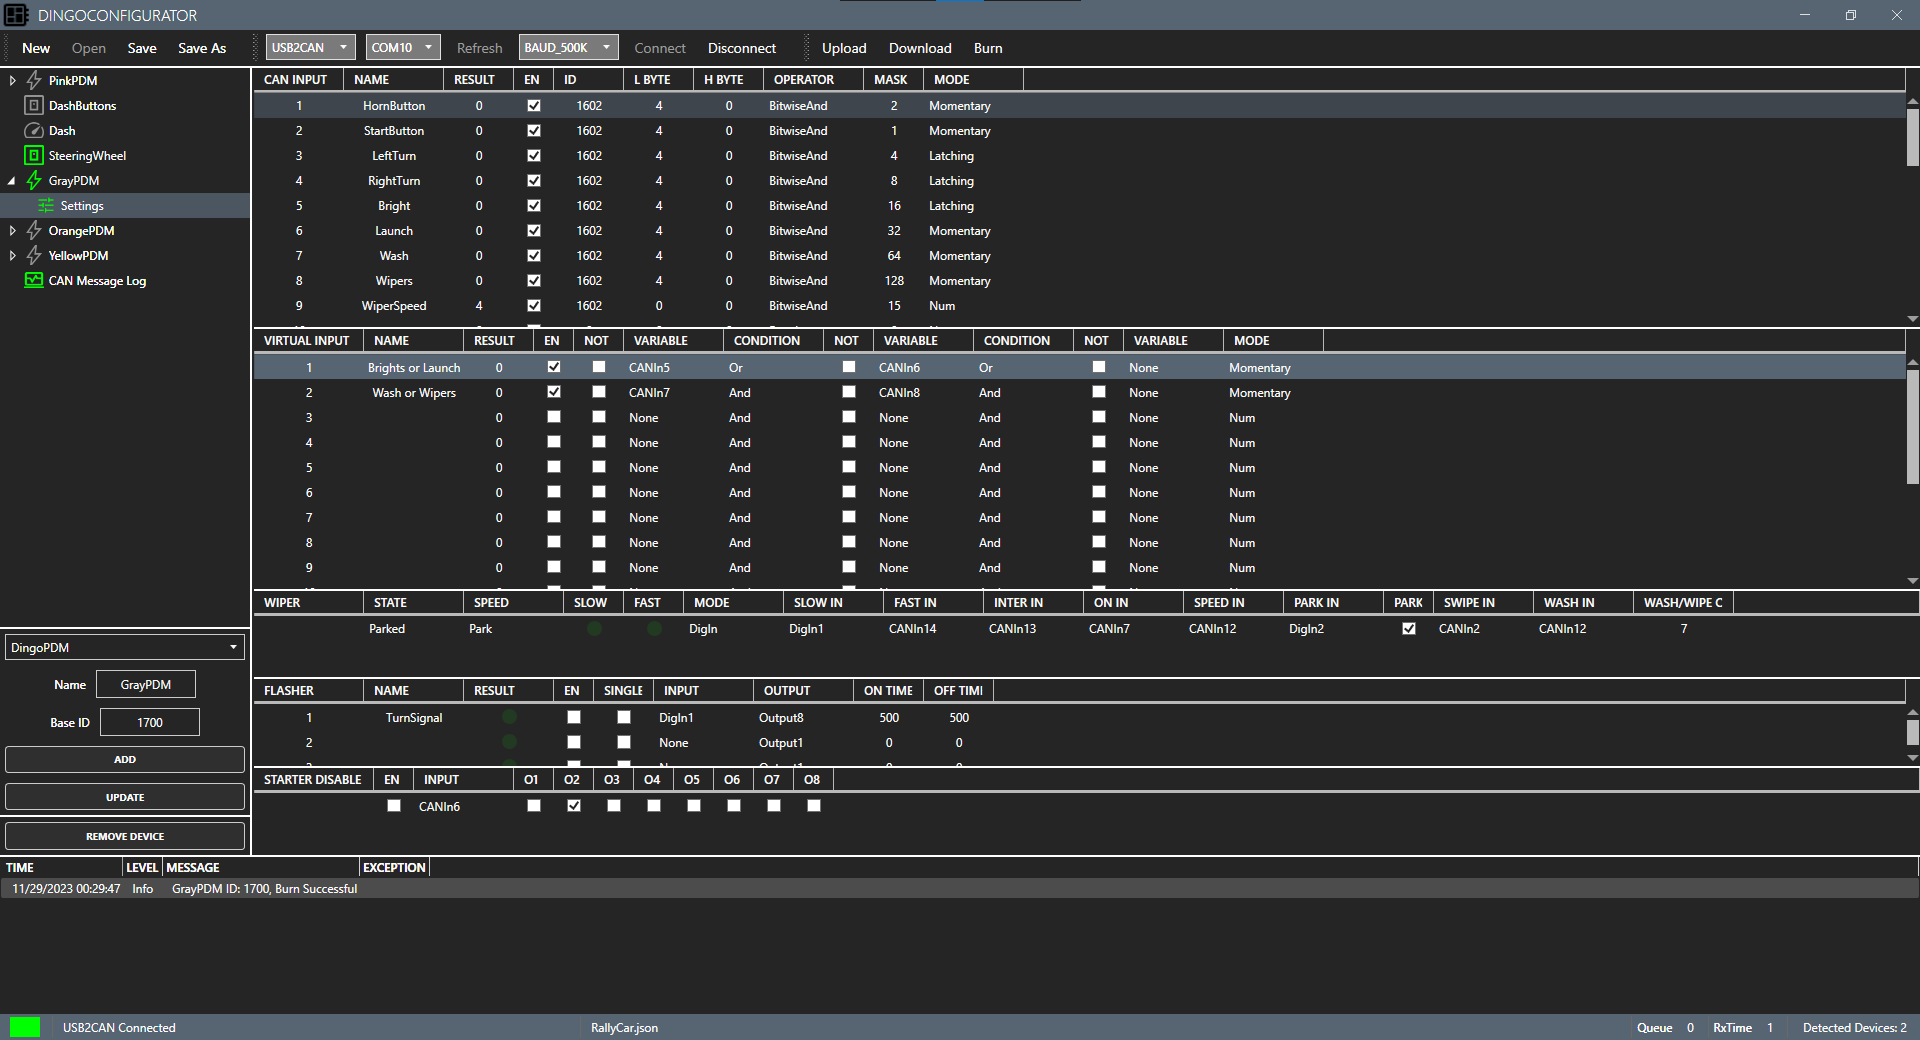 DINGOCONFIGURATOR
New Open Save Save As USB2CAN COM10 Refresh BAUD_500K Connect Disconnect Upload Download Burn
PinkPDM
DashButtons
Dash
SteeringWheel
GrayPDM
Settings
OrangePDM
YellowPDM
CAN Message Log
DingoPDM
Name GrayPDM
Base ID 1700
ADD
UPDATE
REMOVE DEVICE
CAN INPUT NAME RESULT EN ID L BYTE H BYTE OPERATOR MASK MODE
1 HornButton 0 1602 4 0 BitwiseAnd 2 Momentary
2 StartButton 0 1602 4 0 BitwiseAnd 1 Momentary
3 LeftTurn 0 1602 4 0 BitwiseAnd 4 Latching
4 RightTurn 0 1602 4 0 BitwiseAnd 8 Latching
5 Bright 0 1602 4 0 BitwiseAnd 16 Latching
6 Launch 0 1602 4 0 BitwiseAnd 32 Momentary
7 Wash 0 1602 4 0 BitwiseAnd 64 Momentary
8 Wipers 0 1602 4 0 BitwiseAnd 128 Momentary
9 WiperSpeed 4 1602 0 0 BitwiseAnd 15 Num
VIRTUAL INPUT NAME RESULT EN NOT VARIABLE CONDITION NOT VARIABLE CONDITION NOT VARIABLE MODE
1 Brights or Launch 0 CANIn5 Or CANIn6 Or None Momentary
2 Wash or Wipers 0 CANIn7 And CANIn8 And None Momentary
3 0 None And None And None Num
4 0 None And None And None Num
5 0 None And None And None Num
6 0 None And None And None Num
7 0 None And None And None Num
8 0 None And None And None Num
9 0 None And None And None Num
WIPER STATE SPEED SLOW FAST MODE SLOW IN FAST IN INTER IN ON IN SPEED IN PARK IN PARK SWIPE IN WASH IN WASH/WIPE C
Parked Park DigIn DigIn1 CANIn14 CANIn13 CANIn7 CANIn12 DigIn2 CANIn2 CANIn12 7
FLASHER NAME RESULT EN SINGLE INPUT OUTPUT ON TIME OFF TIMI
1 TurnSignal DigIn1 Output8 500 500
2 None Output1 0 0
STARTER DISABLE EN INPUT O1 O2 O3 O4 O5 O6 O7 O8
CANIn6
TIME LEVEL MESSAGE EXCEPTION
11/29/2023 00:29:47 Info GrayPDM ID: 1700, Burn Successful
USB2CAN Connected RallyCar.json Queue 0 RxTime 1 Detected Devices: 2